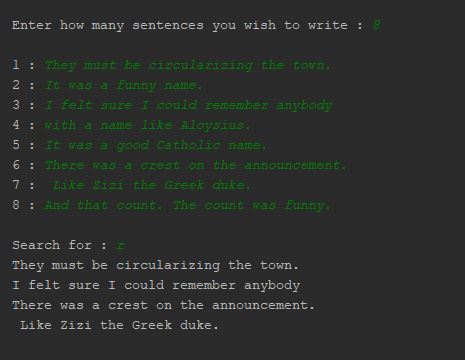 Enter how many sentences you wish to write : 8
1 : They must be circularizing the town.
2 : It was a funny name.
3 : I felt sure I could remember anybody
4 : with a name like Aloysius.
5 : It was a good Catholic name.
6 : There was a crest on the announcement.
7 :  Like Zizi the Greek duke.
8 : And that count. The count was funny.
Search for : r
They must be circularizing the town.
I felt sure I could remember anybody
There was a crest on the announcement.
 Like Zizi the Greek duke.